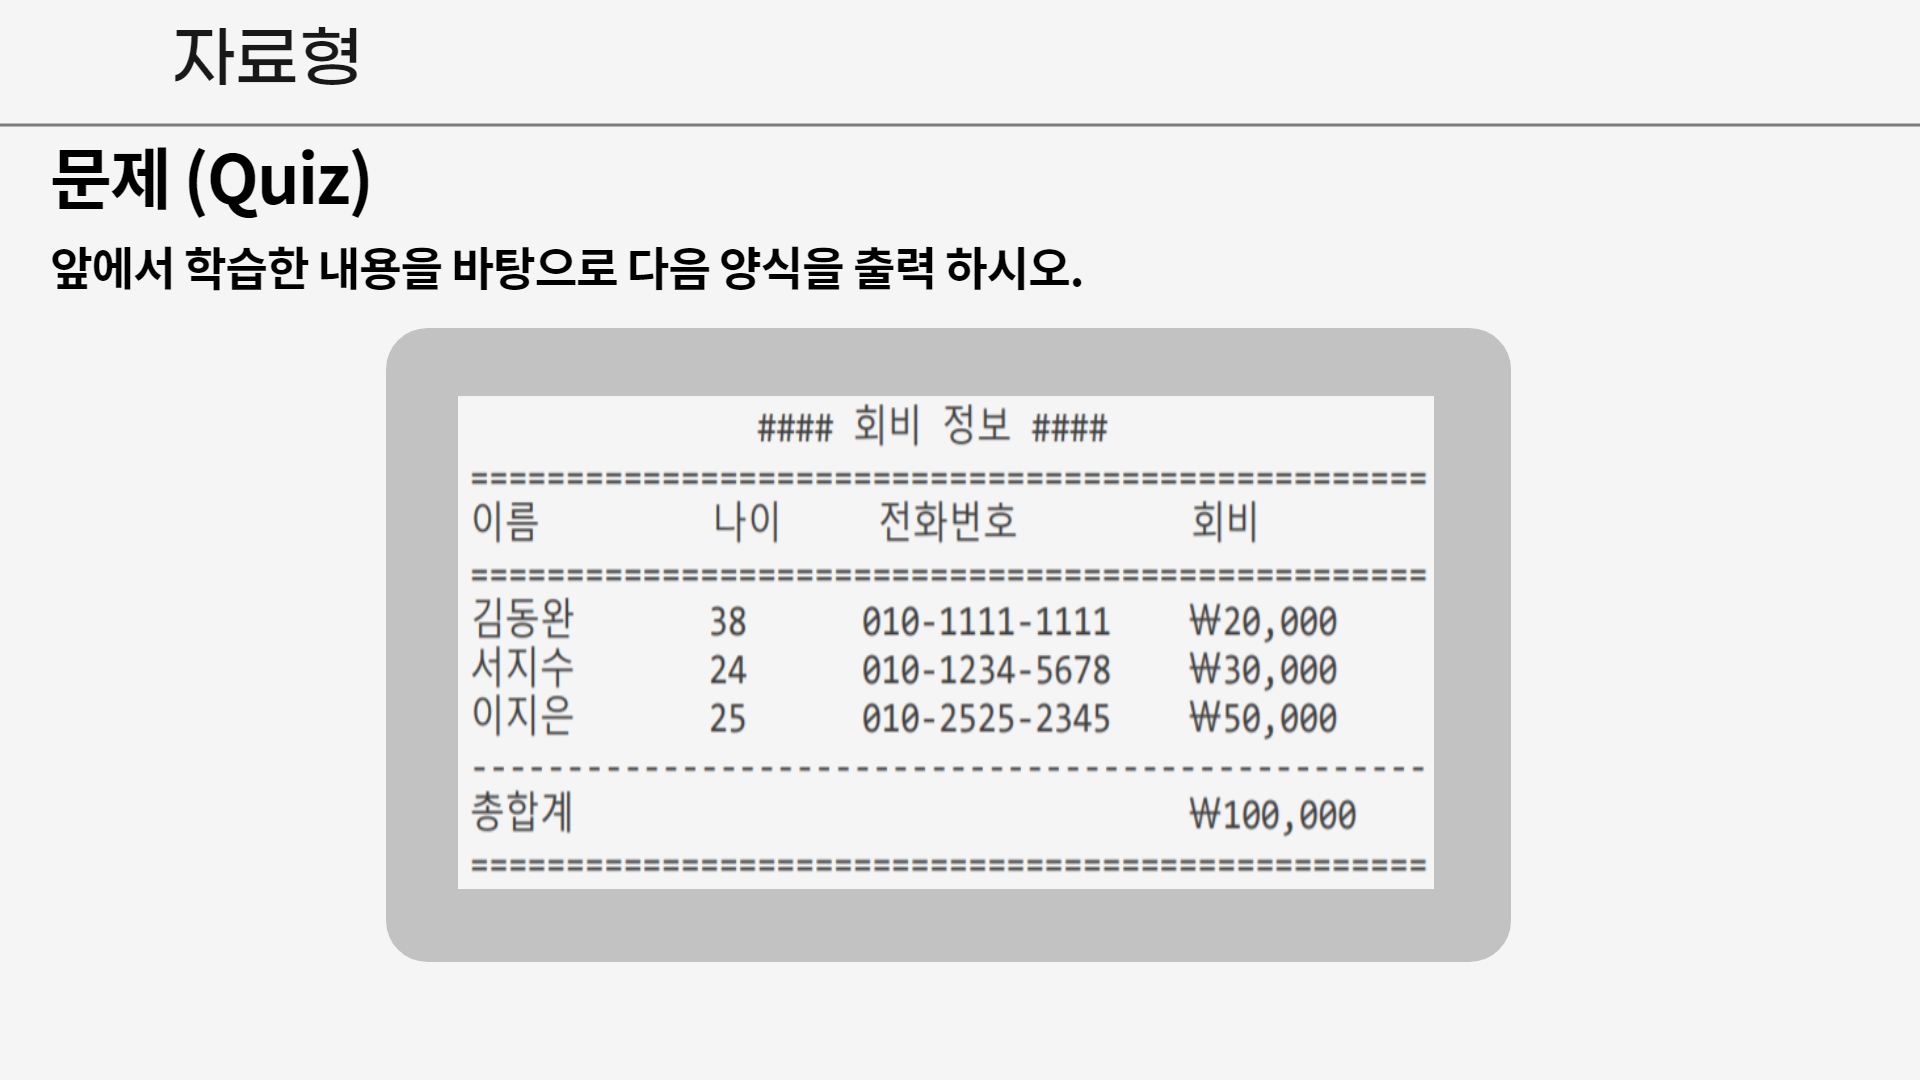 자료형
문제 (Quiz)
앞에서 학습한 내용을 바탕으로 다음 양식을 출력 하시오.
#### 회비 정보 ####
==================================================
이름 나이 전화번호 회비
==================================================
김동완 38 010-1111-1111 ₩20,000
서지수 24 010-1234-5678 ₩30,000
이지은 25 010-2525-2345 ₩50,000
--------------------------------------------------
총합계 ₩100,000
==================================================